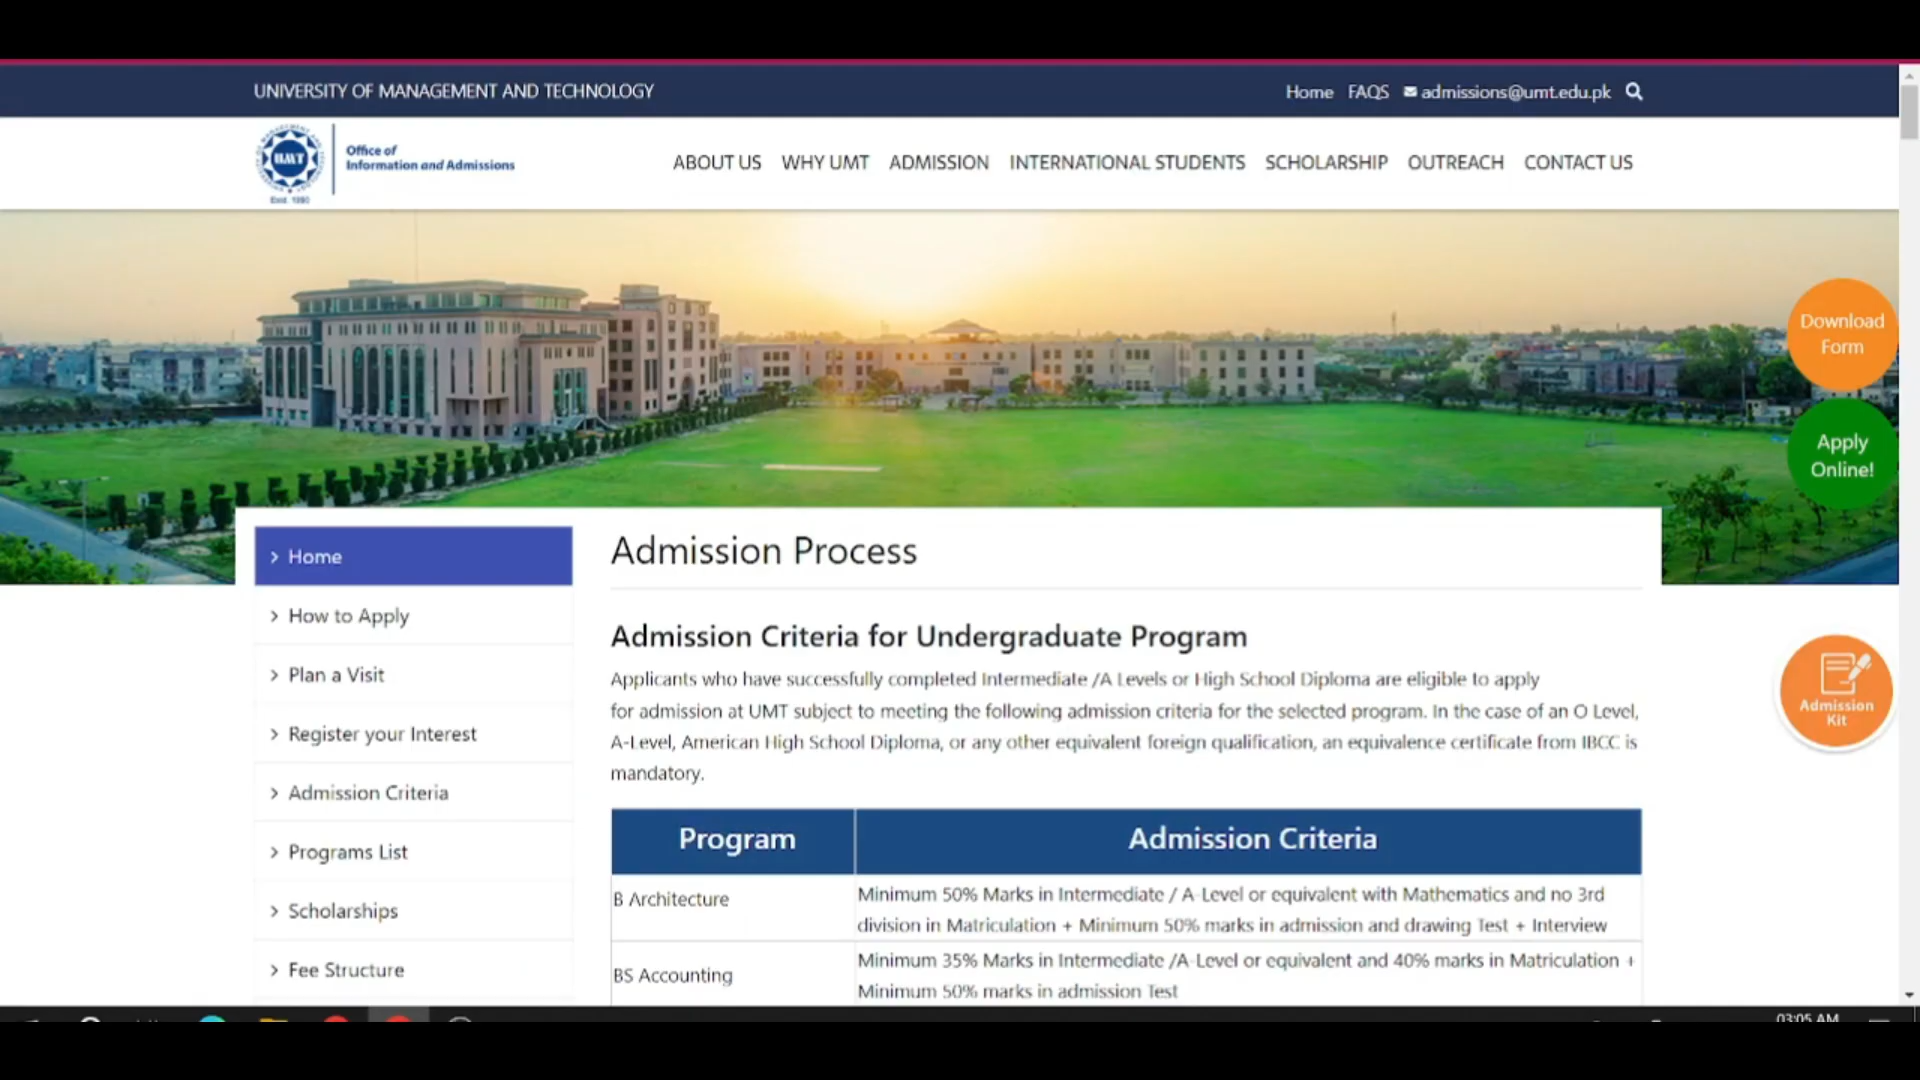 UNIVERSITY OF MANAGEMENT AND TECHNOLOGY
Home FAQS admissions@umt.edu.pk
UMT
Estd. 1990
Office of
Information and Admissions
ABOUT US WHY UMT ADMISSION INTERNATIONAL STUDENTS SCHOLARSHIP OUTREACH CONTACT US
Download
Form
Apply
Online!
Admission
Kit
Home
How to Apply
Plan a Visit
Register your Interest
Admission Criteria
Programs List
Scholarships
Fee Structure
Admission Process
Admission Criteria for Undergraduate Program
Applicants who have successfully completed Intermediate /A Levels or High School Diploma are eligible to apply
for admission at UMT subject to meeting the following admission criteria for the selected program. In the case of an O Level,
A-Level, American High School Diploma, or any other equivalent foreign qualification, an equivalence certificate from IBCC is
mandatory.
Program Admission Criteria
B Architecture
Minimum 50% Marks in Intermediate / A-Level or equivalent with Mathematics and no 3rd
division in Matriculation + Minimum 50% marks in admission and drawing Test + Interview
BS Accounting
Minimum 35% Marks in Intermediate /A-Level or equivalent and 40% marks in Matriculation +
Minimum 50% marks in admission Test
03:05 AM